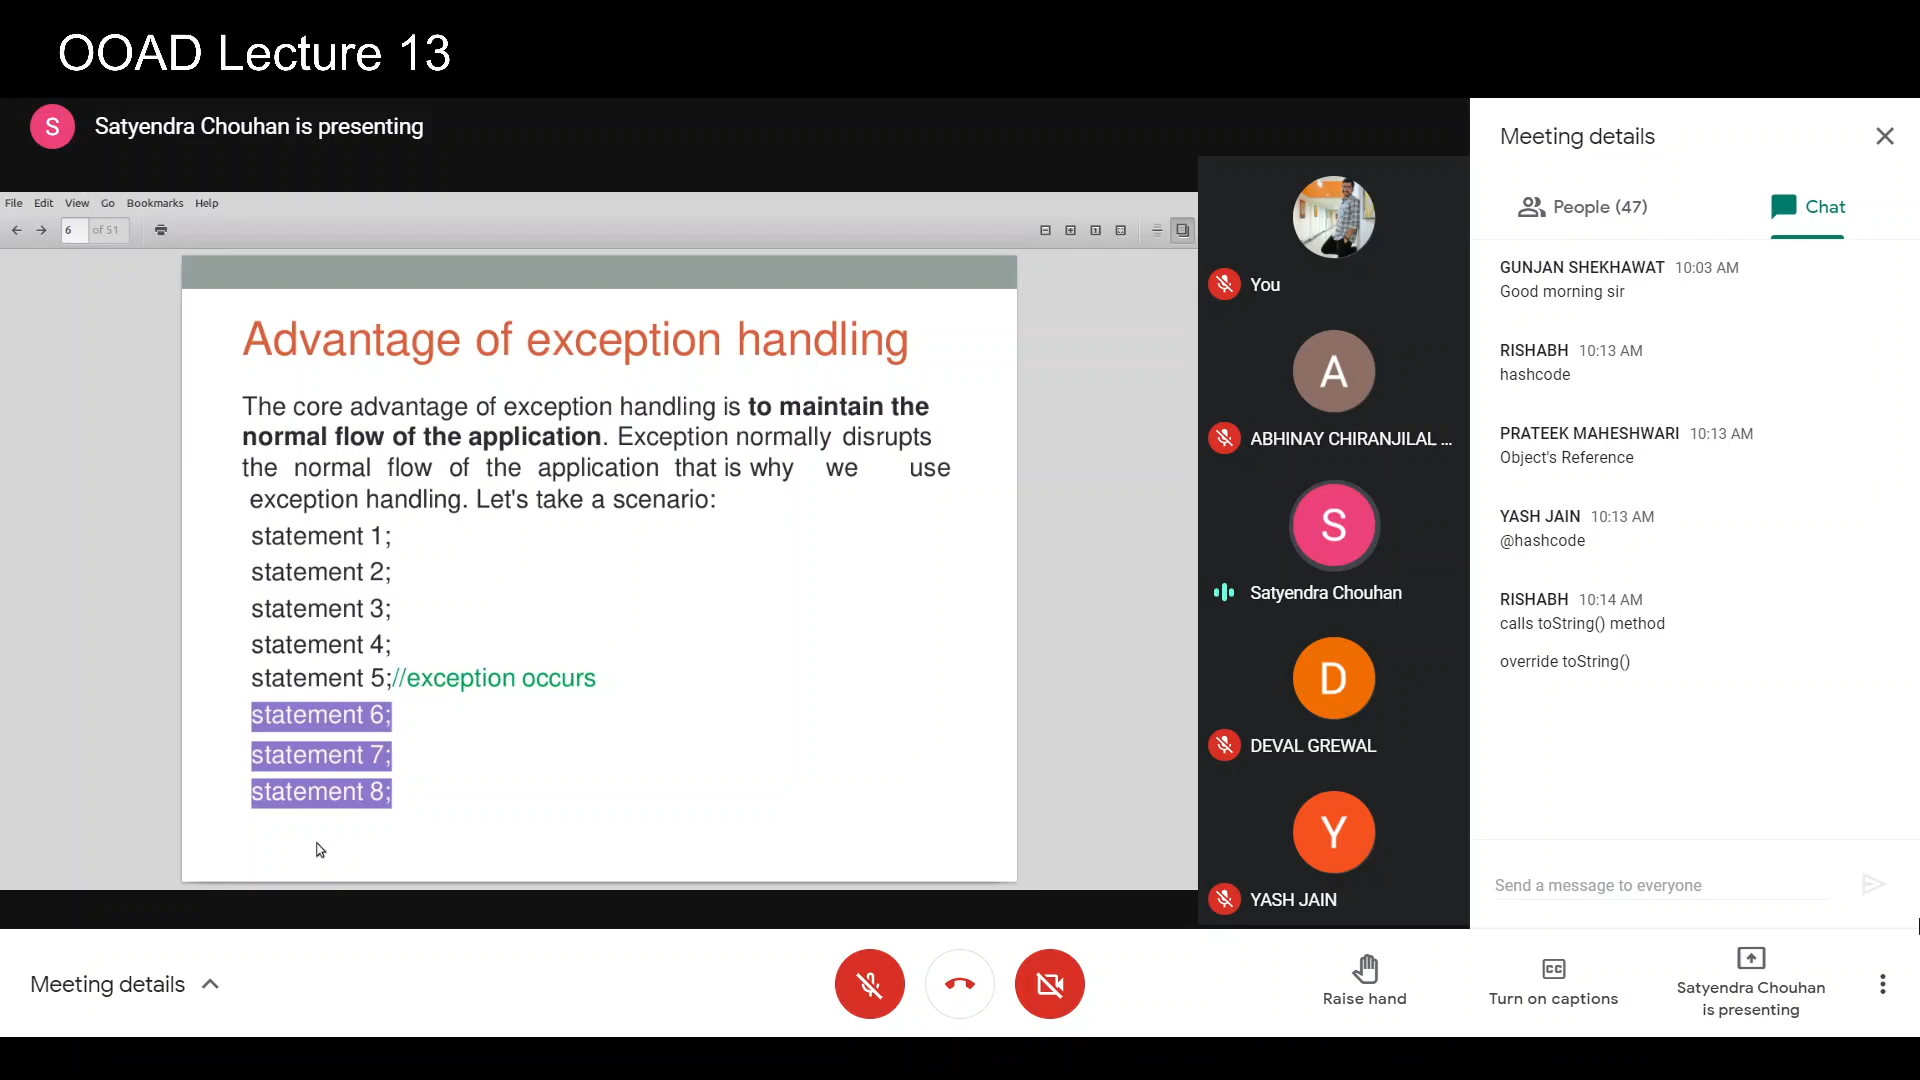 OOAD Lecture 13
S
Satyendra Chouhan is presenting
File Edit View Go Bookmarks Help
6 of 51
Advantage of exception handling
The core advantage of exception handling is to maintain the
normal flow of the application. Exception normally disrupts
the normal flow of the application that is why we use
exception handling. Let's take a scenario:
statement 1;
statement 2;
statement 3;
statement 4;
statement 5;//exception occurs
statement 6;
statement 7;
statement 8;
You
A
ABHINAY CHIRANJILAL ...
S
Satyendra Chouhan
D
DEVAL GREWAL
Y
YASH JAIN
Meeting details
People (47)
Chat
GUNJAN SHEKHAWAT 10:03 AM
Good morning sir
RISHABH 10:13 AM
hashcode
PRATEEK MAHESHWARI 10:13 AM
Object's Reference
YASH JAIN 10:13 AM
@hashcode
RISHABH 10:14 AM
calls toString() method
override toString()
Send a message to everyone
Meeting details
Raise hand
CC
Turn on captions
Satyendra Chouhan
is presenting